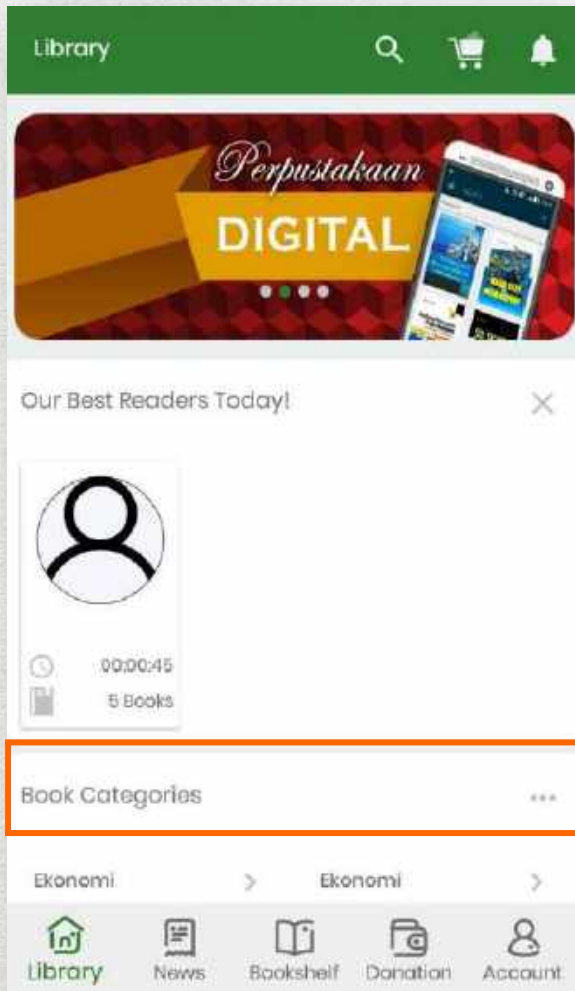 Library
Perpustakaan
DIGITAL
Our Best Readers Today!
00:00:45
5 Books
Book Categories
Ekonomi
Ekonomi
Library
News
Bookshelf
Donation
Account